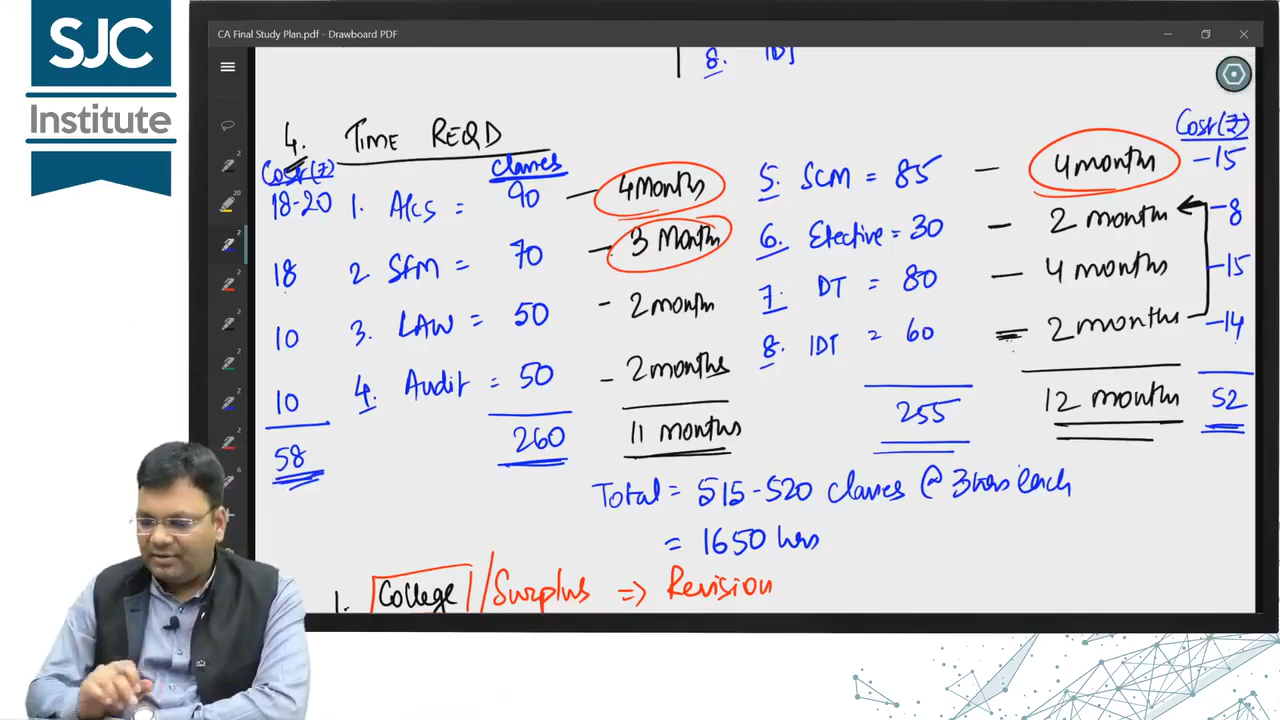 SJC
Institute
CA Final Study Plan.pdf - Drawboard PDF
8. IDT
4. TIME REQD
Cost(₹) Classes
18-20 1. Accs = 90 - 4 Months
18 2 SFM = 70 - 3 Months
10 3. LAW = 50 - 2 months
10 4. Audit = 50 - 2 months
58 260 11 months
Cost(₹)
5. SCM = 85 - 4 months -15
6. Elective = 30 - 2 months -8
7. DT = 80 - 4 months -15
8. IDT = 60 = 2 months -14
255 12 months 52
Total = 515-520 classes @ 3 hrs each
= 1650 hrs
1. College / Surplus => Revision